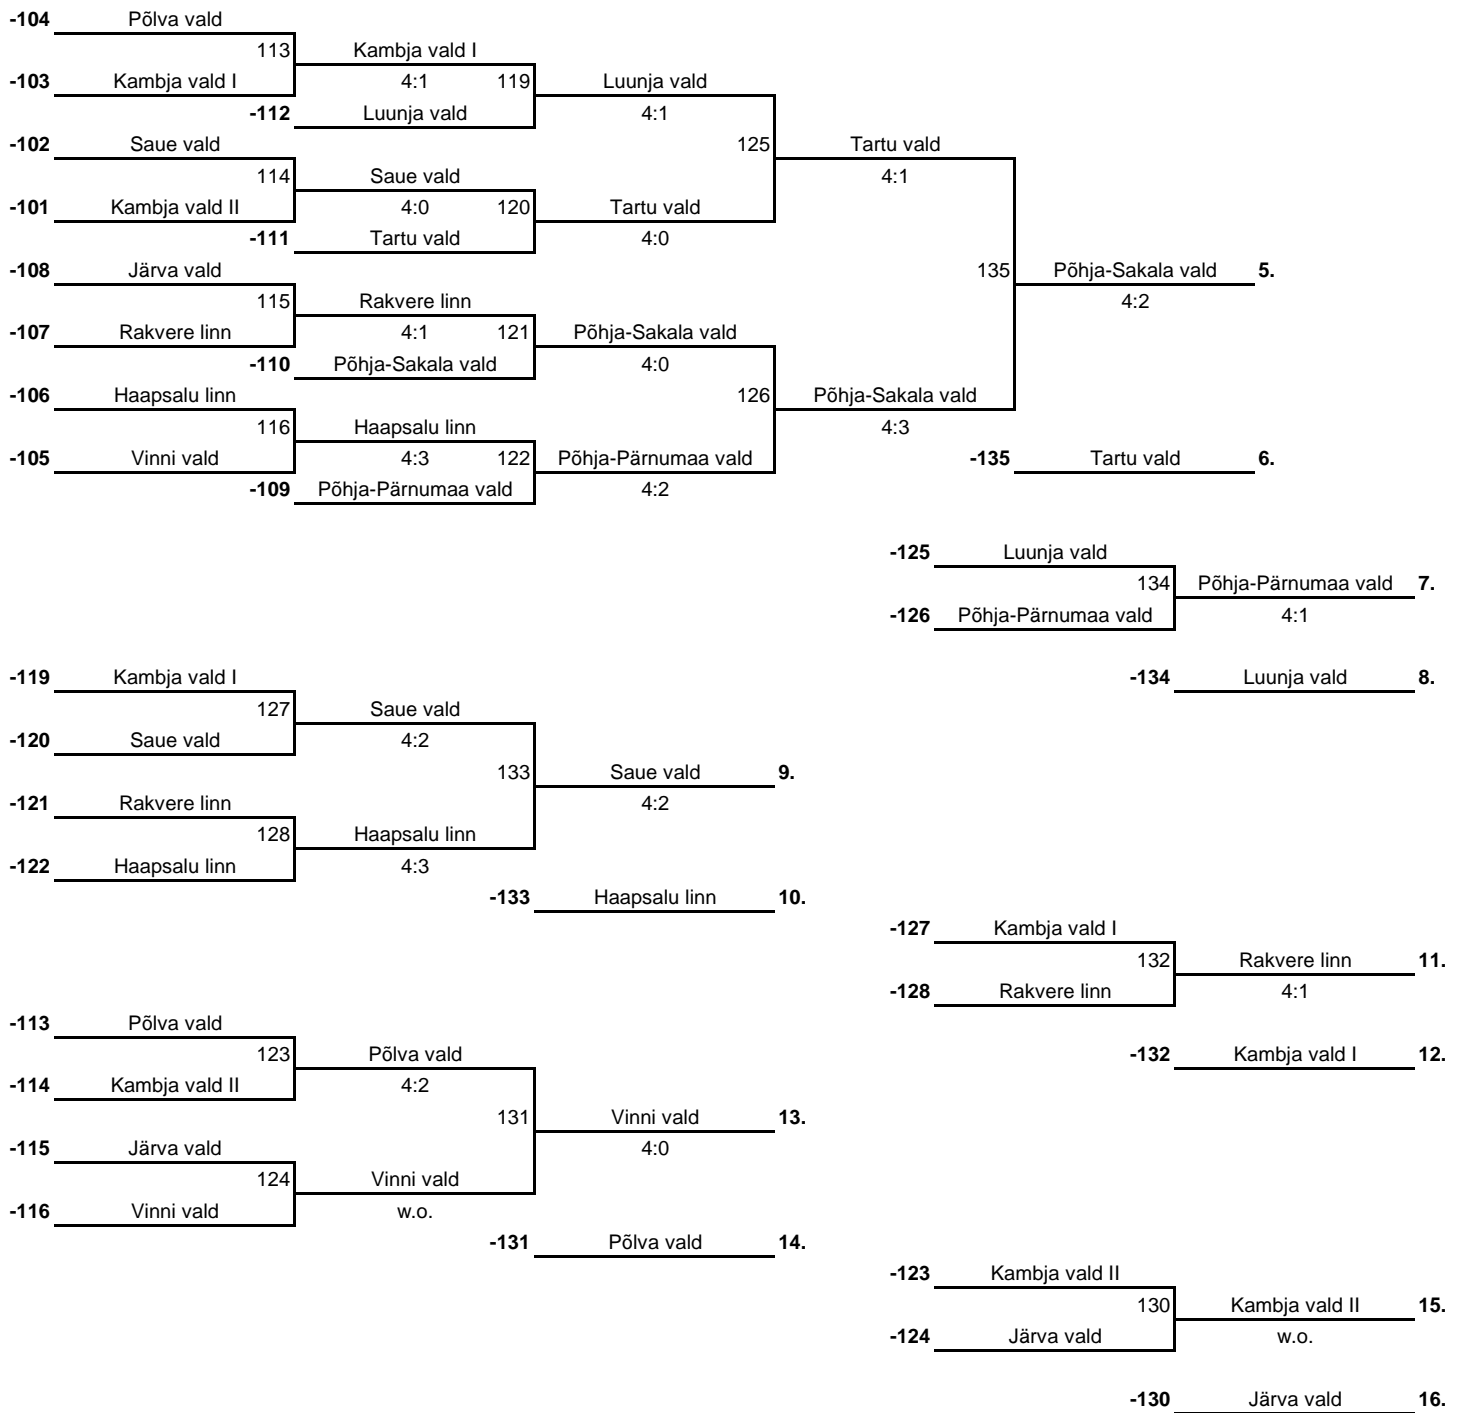 -104 Põlva vald
113 Kambja vald I
-103 Kambja vald I 4:1 119 Luunja vald
-112 Luunja vald 4:1
-102 Saue vald 125 Tartu vald
114 Saue vald 4:1
-101 Kambja vald II 4:0 120 Tartu vald
-111 Tartu vald 4:0
-108 Järva vald 135 Põhja-Sakala vald 5.
115 Rakvere linn 4:2
-107 Rakvere linn 4:1 121 Põhja-Sakala vald
-110 Põhja-Sakala vald 4:0
-106 Haapsalu linn 126 Põhja-Sakala vald
116 Haapsalu linn 4:3
-105 Vinni vald 4:3 122 Põhja-Pärnumaa vald -135 Tartu vald 6.
-109 Põhja-Pärnumaa vald 4:2
-125 Luunja vald
134 Põhja-Pärnumaa vald 7.
-126 Põhja-Pärnumaa vald 4:1
-119 Kambja vald I -134 Luunja vald 8.
127 Saue vald
-120 Saue vald 4:2
133 Saue vald 9.
-121 Rakvere linn 4:2
128 Haapsalu linn
-122 Haapsalu linn 4:3
-133 Haapsalu linn 10.
-127 Kambja vald I
132 Rakvere linn 11.
-128 Rakvere linn 4:1
-113 Põlva vald
123 Põlva vald -132 Kambja vald I 12.
-114 Kambja vald II 4:2
131 Vinni vald 13.
-115 Järva vald 4:0
124 Vinni vald
-116 Vinni vald w.o.
-131 Põlva vald 14.
-123 Kambja vald II
130 Kambja vald II 15.
-124 Järva vald w.o.
-130 Järva vald 16.